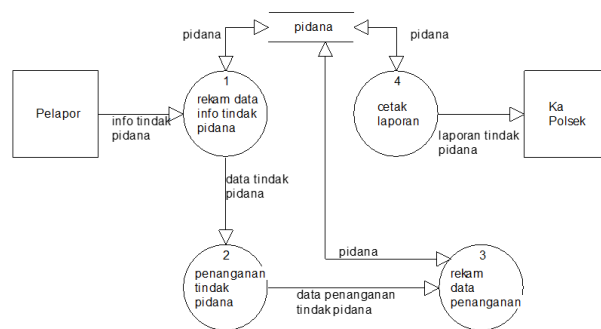 pidana
pidana
pidana
1
rekam data
info tindak
pidana
4
cetak
laporan
Pelapor
Ka
Polsek
info tindak
pidana
laporan tindak
pidana
data tindak
pidana
2
penanganan
tindak
pidana
pidana
3
rekam
data
penanganan
data penanganan
tindak pidana